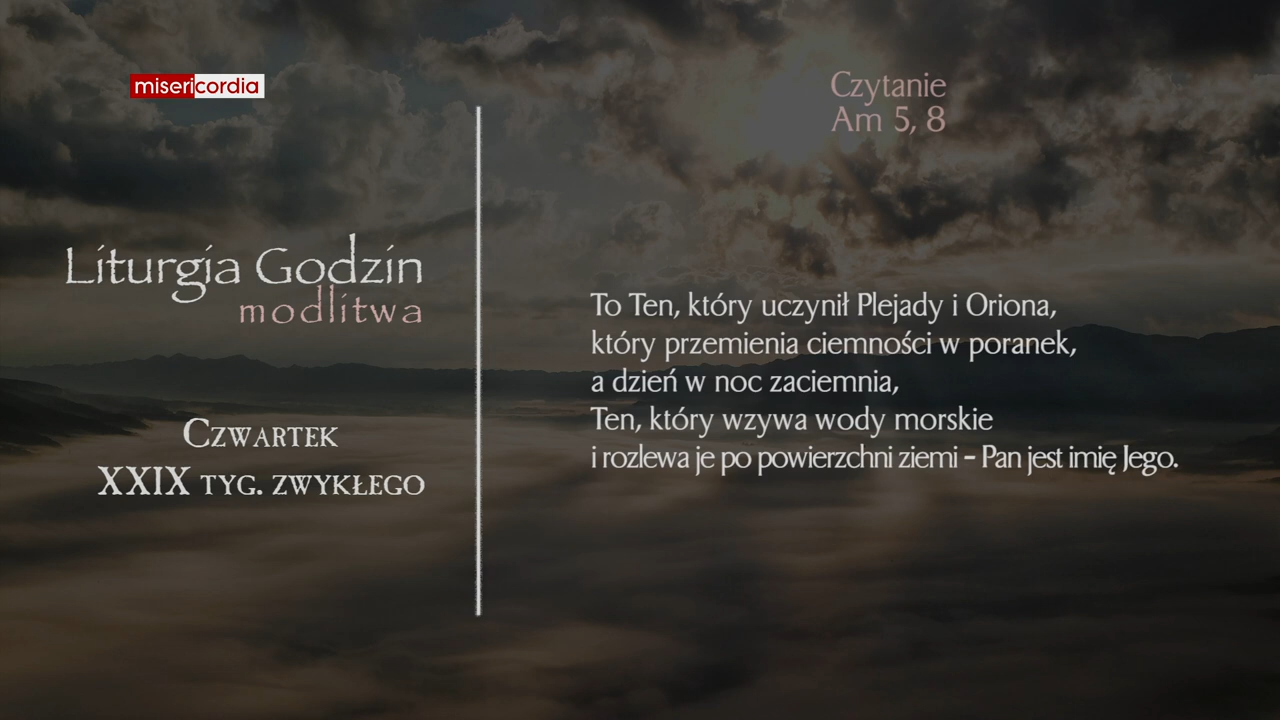 misericordia
Liturgia Godzin
modlitwa
Czwartek
XXIX tyg. zwykłego
Czytanie
Am 5, 8
To Ten, który uczynił Plejady i Oriona,
który przemienia ciemności w poranek,
a dzień w noc zaciemnia,
Ten, który wzywa wody morskie
i rozlewa je po powierzchni ziemi – Pan jest imię Jego.